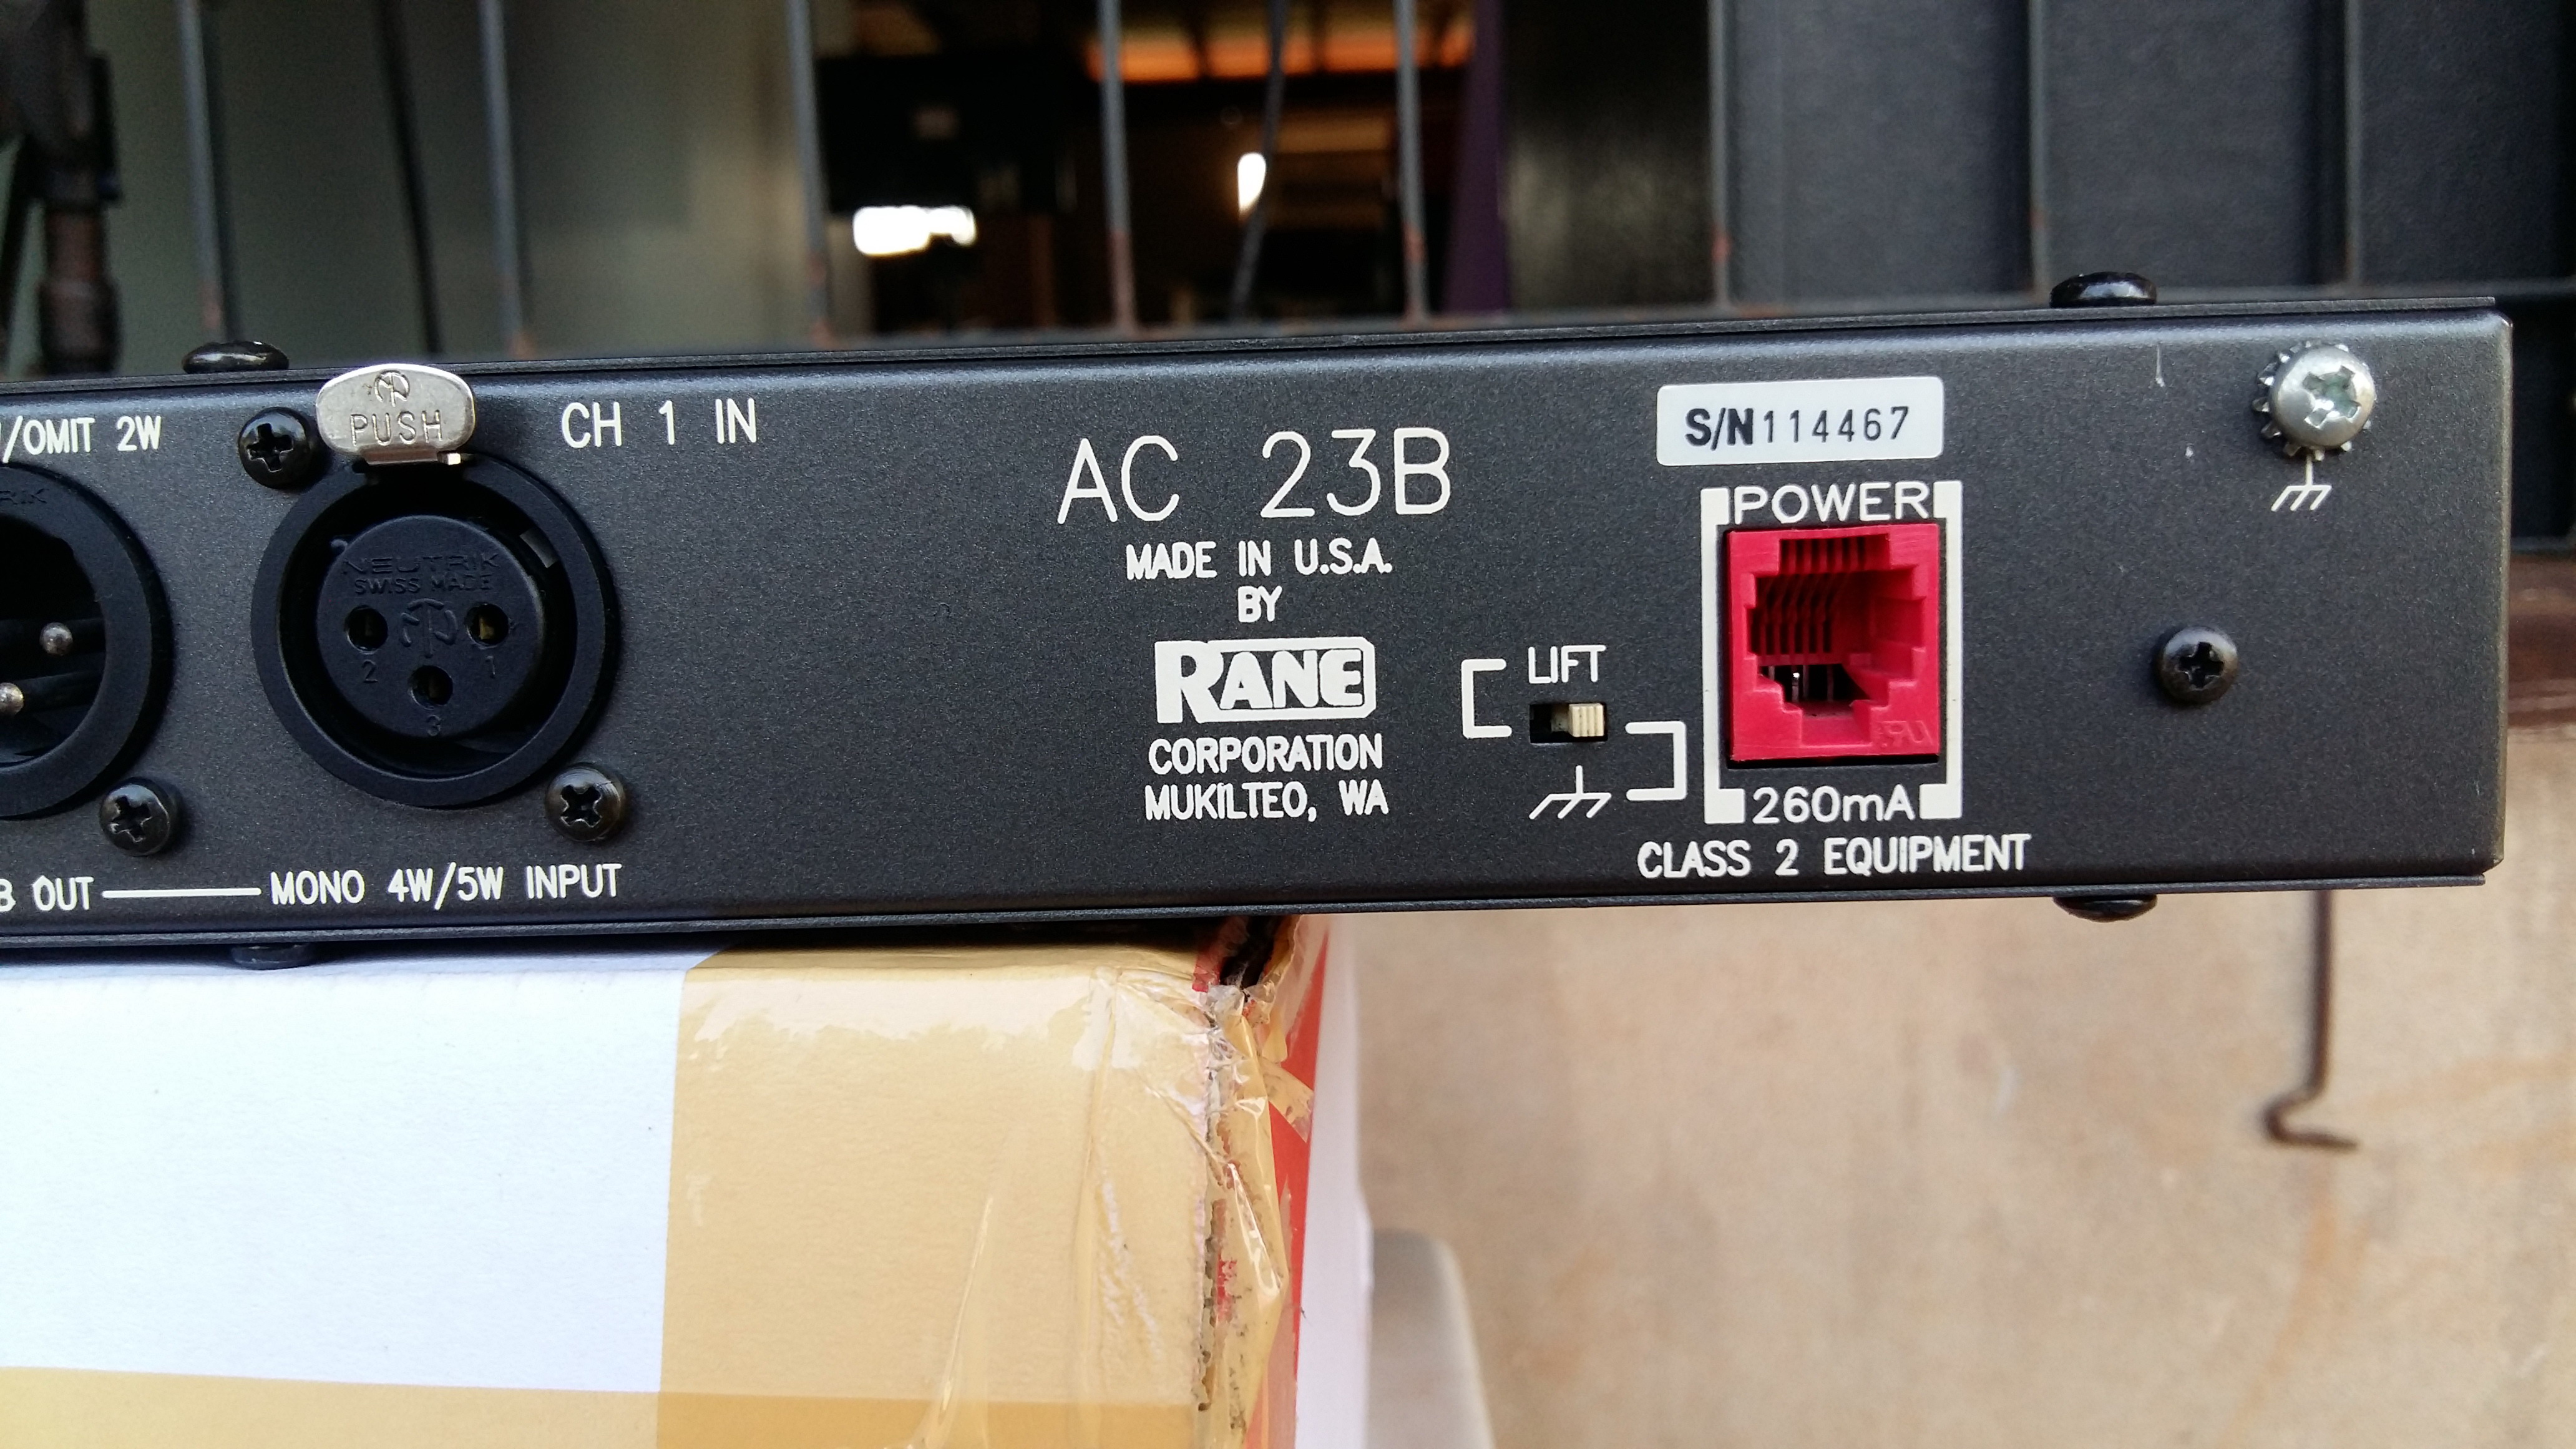 /OMIT 2W
PUSH
CH 1 IN
NEUTRIK
SWISS MADE
2
1
3
B OUT
MONO 4W/5W INPUT
AC 23B
MADE IN U.S.A.
BY
RANE
CORPORATION
MUKILTEO, WA
LIFT
S/N 114467
POWER
260mA
CLASS 2 EQUIPMENT